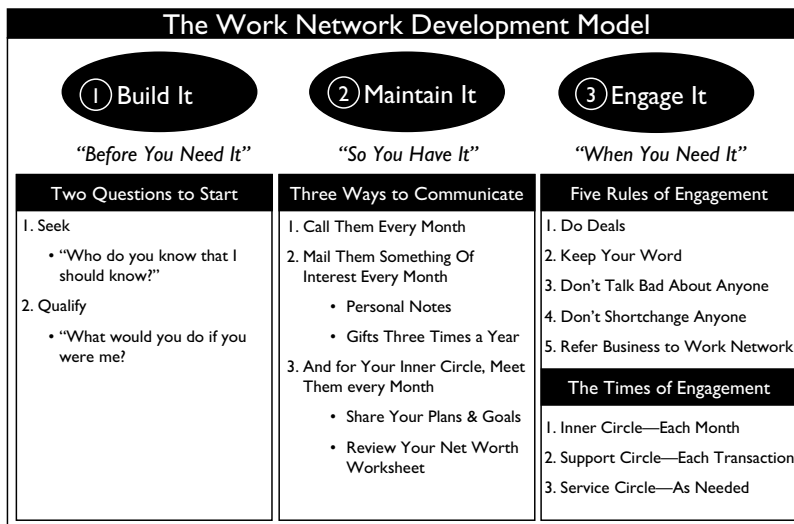 The Work Network Development Model
1 Build It
“Before You Need It”
Two Questions to Start
1. Seek
• “Who do you know that I
should know?”
2. Qualify
• “What would you do if you
were me?
2 Maintain It
“So You Have It”
Three Ways to Communicate
1. Call Them Every Month
2. Mail Them Something Of
Interest Every Month
• Personal Notes
• Gifts Three Times a Year
3. And for Your Inner Circle, Meet
Them every Month
• Share Your Plans & Goals
• Review Your Net Worth
Worksheet
3 Engage It
“When You Need It”
Five Rules of Engagement
1. Do Deals
2. Keep Your Word
3. Don’t Talk Bad About Anyone
4. Don’t Shortchange Anyone
5. Refer Business to Work Network
The Times of Engagement
1. Inner Circle—Each Month
2. Support Circle—Each Transaction
3. Service Circle—As Needed